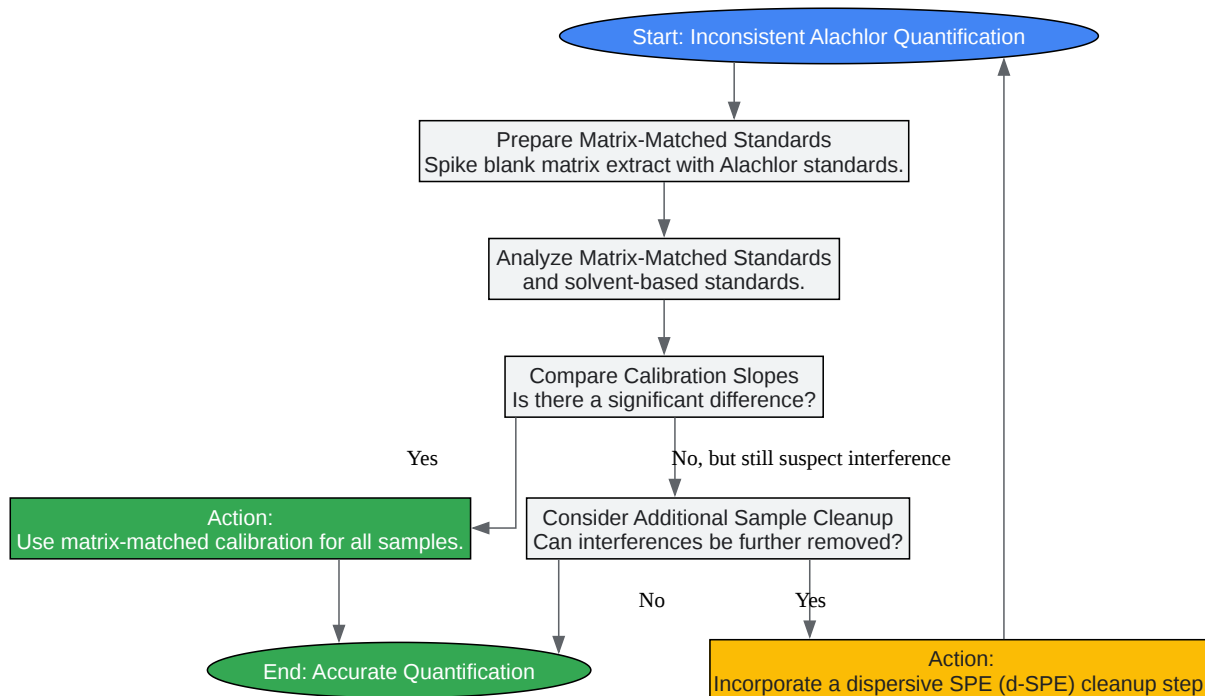 Start: Inconsistent Alachlor Quantification
Prepare Matrix-Matched Standards
Spike blank matrix extract with Alachlor standards.
Analyze Matrix-Matched Standards
and solvent-based standards.
Compare Calibration Slopes
Is there a significant difference?
Yes
No, but still suspect interference
Action:
Use matrix-matched calibration for all samples.
Consider Additional Sample Cleanup
Can interferences be further removed?
No
Yes
End: Accurate Quantification
Action:
Incorporate a dispersive SPE (d-SPE) cleanup step